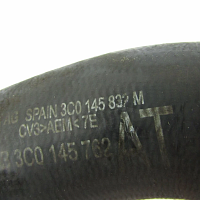 SPAIN 3C0 145 832 M
CV3>AEM<7E
3C0 145 762 AT